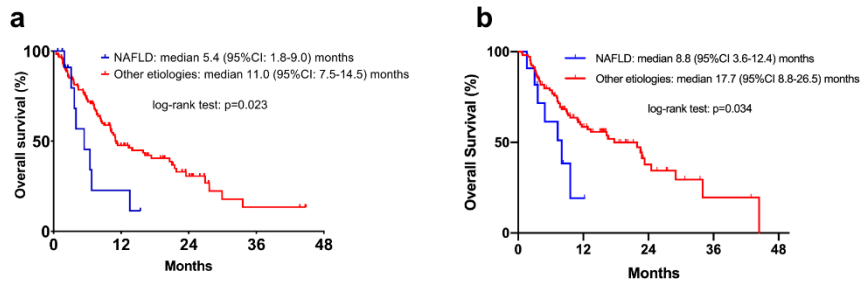 a
Overall survival (%)
100
50
0
0 12 24 36 48
Months
NAFLD: median 5.4 (95%CI: 1.8-9.0) months
Other etiologies: median 11.0 (95%CI: 7.5-14.5) months
log-rank test: p=0.023
b
Overall survival (%)
100
50
0
0 12 24 36 48
Months
NAFLD: median 8.8 (95%CI 3.6-12.4) months
Other etiologies: median 17.7 (95%CI 8.8-26.5) months
log-rank test: p=0.034